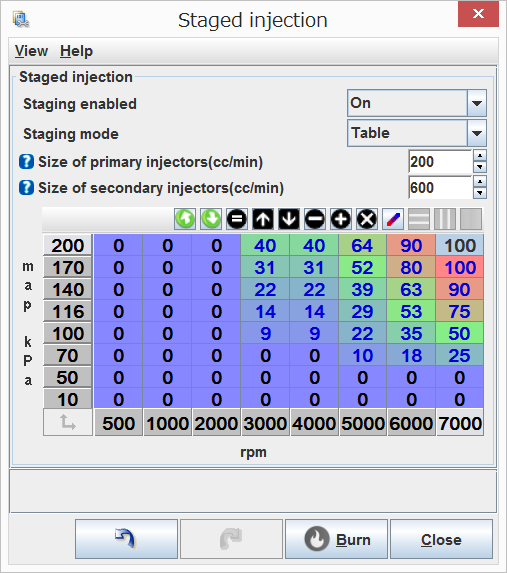 Staged injection
View Help
Staged injection
Staging enabled On
Staging mode Table
Size of primary injectors(cc/min) 200
Size of secondary injectors(cc/min) 600
200 0 0 0 40 40 64 90 100
170 0 0 0 31 31 52 80 100
140 0 0 0 22 22 39 63 90
116 0 0 0 14 14 29 53 75
100 0 0 0 9 9 22 35 50
70 0 0 0 0 0 10 18 25
50 0 0 0 0 0 0 0 0
10 0 0 0 0 0 0 0 0
map kPa
500 1000 2000 3000 4000 5000 6000 7000
rpm
Burn Close